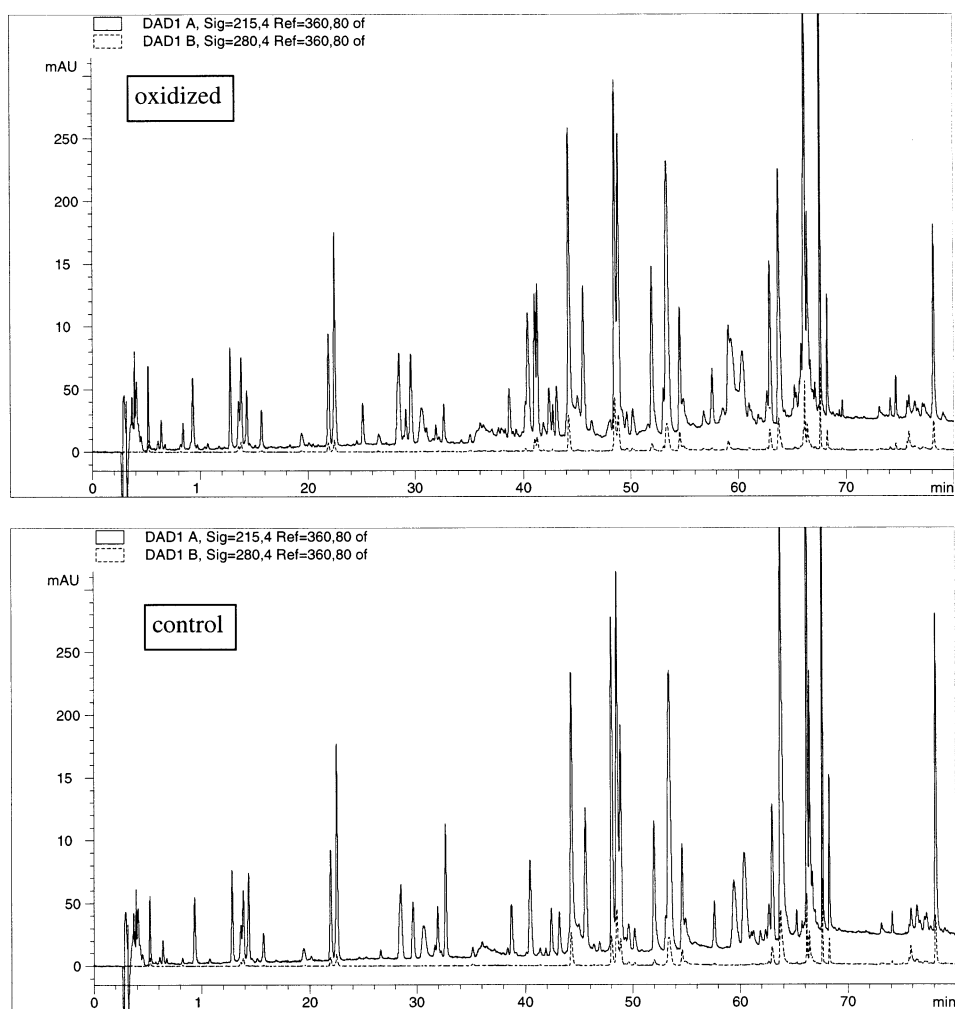 DAD1 A, Sig=215,4 Ref=360,80 of
DAD1 B, Sig=280,4 Ref=360,80 of
mAU
oxidized
250
200
15
10
50
0
0 1 20 30 40 50 60 70 min
DAD1 A, Sig=215,4 Ref=360,80 of
DAD1 B, Sig=280,4 Ref=360,80 of
mAU
control
250
200
15
10
50
0
0 1 20 30 40 50 60 70 min